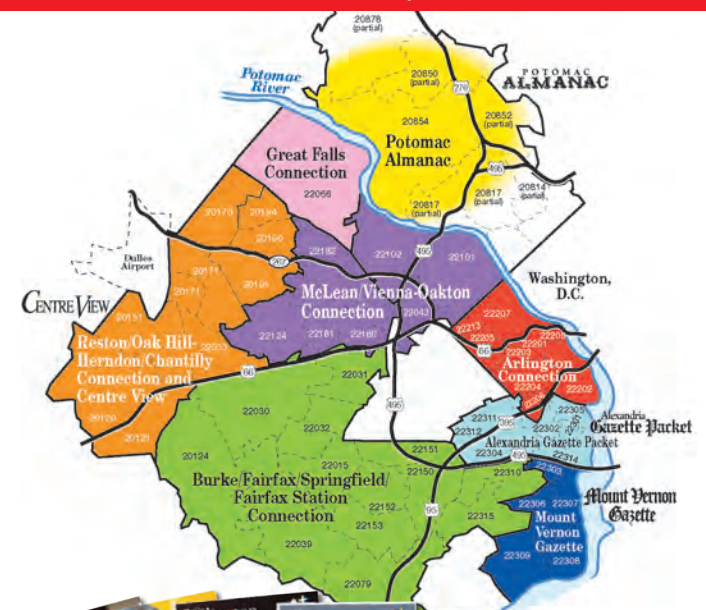 20878
(partial)
20850
(partial)
270
POTOMAC
ALMANAC
Potomac
River
20854
20852
(partial)
Potomac
Almanac
Great Falls
Connection
22066
495
20817
(partial)
20817
(partial)
20814
(partial)
20170
20194
20190
22182
22102
495
22101
Dulles
Airport
267
20171
20171
McLean/Vienna-Oakton
Connection
22043
Washington,
D.C.
CENTRE VIEW
20151
22124
22181
22180
22207
22213
22205
66
22201
22203
Reston/Oak Hill-
Herndon/Chantilly
Connection and
Centre View
22033
66
Arlington
Connection
22204
22202
22206
20120
20121
22031
495
22030
22032
22311
395
22305
22301
22302
22312
Alexandria
Gazette Packet
Alexandria Gazette Packet
22304
22314
20124
22151
22015
22150
495
22310
22303
Burke/Fairfax/Springfield/
Fairfax Station
Connection
22152
95
22153
22315
22306
22307
Mount Vernon
Gazette
Mount
Vernon
Gazette
22039
22309
22308
22079